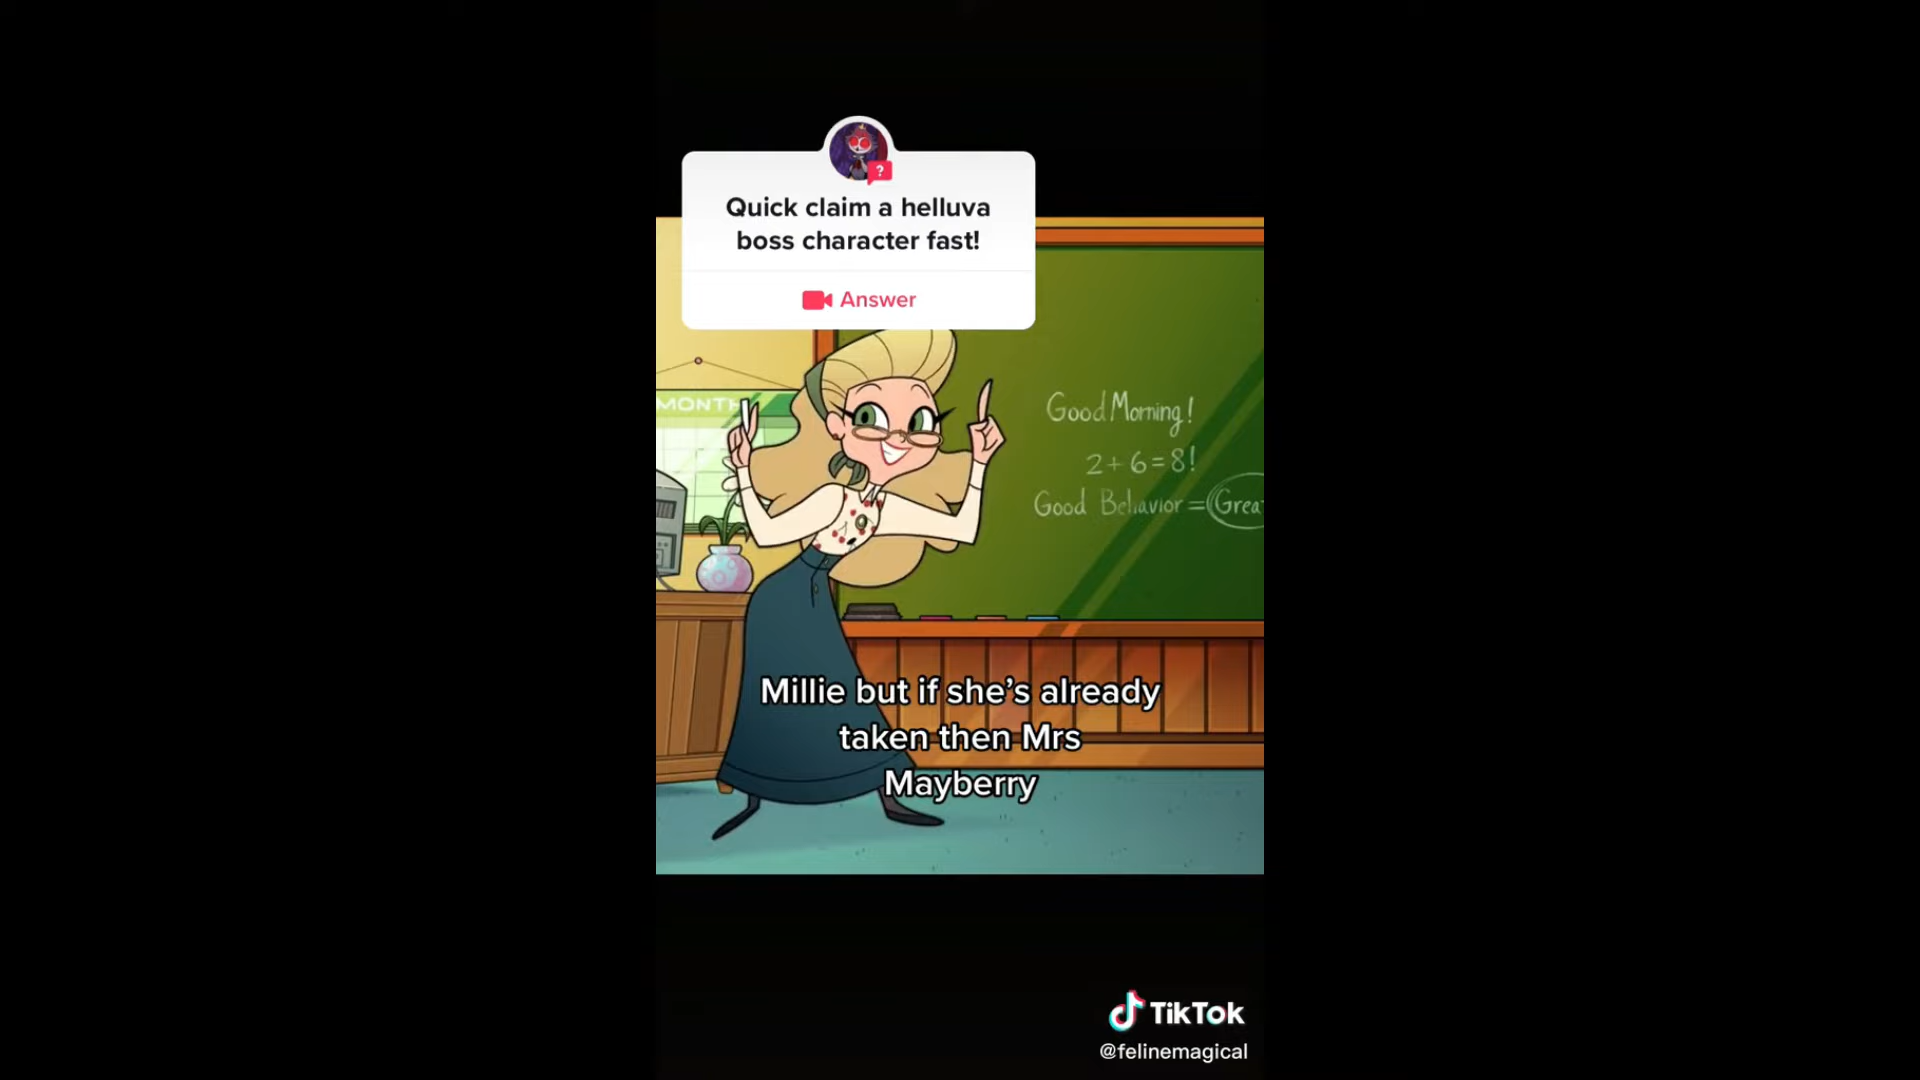 ?
Quick claim a helluva
boss character fast!
Answer
MONTH
Good Morning!
2+6=8!
Good Behavior =
Millie but if she's already
taken then Mrs
Mayberry
TikTok
@felinemagical